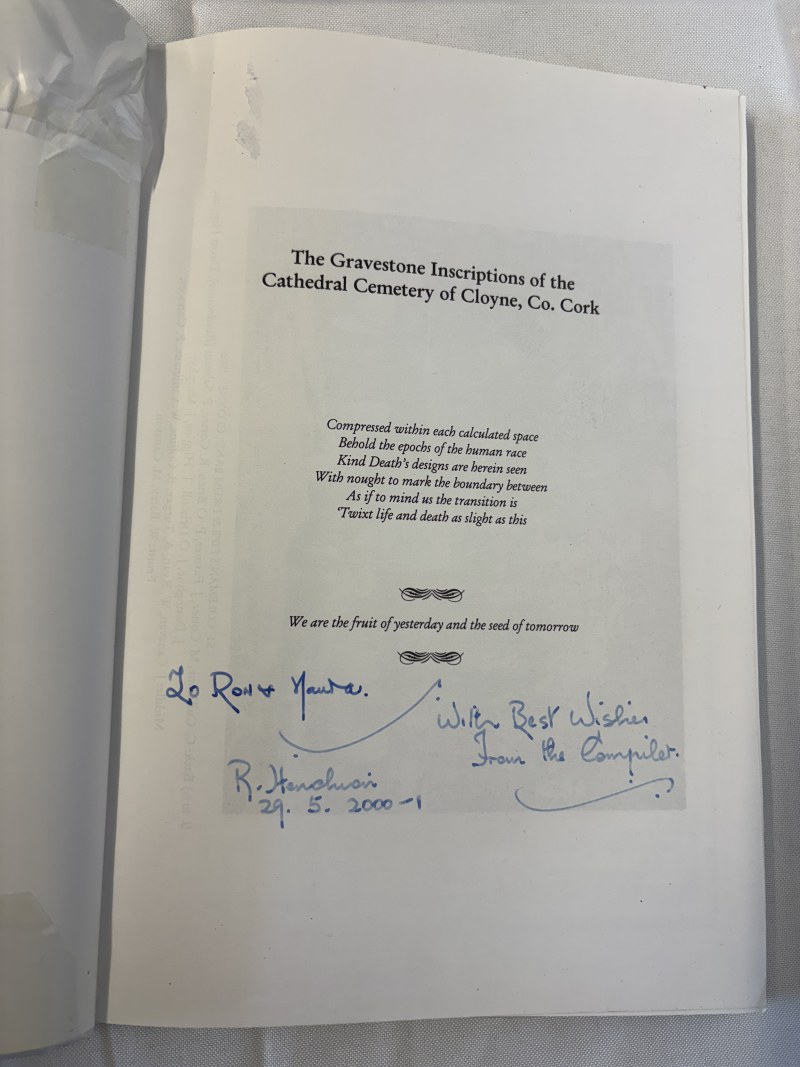 The Gravestone Inscriptions of the
Cathedral Cemetery of Cloyne, Co. Cork
Compressed within each calculated space
Behold the epochs of the human race
Kind Death's designs are herein seen
With nought to mark the boundary between
As if to mind us the transition is
'Twixt life and death as slight as this
We are the fruit of yesterday and the seed of tomorrow
To Ron &
With Best Wishes
From the Compiler.
R. Henchion
29. 5. 2000-1